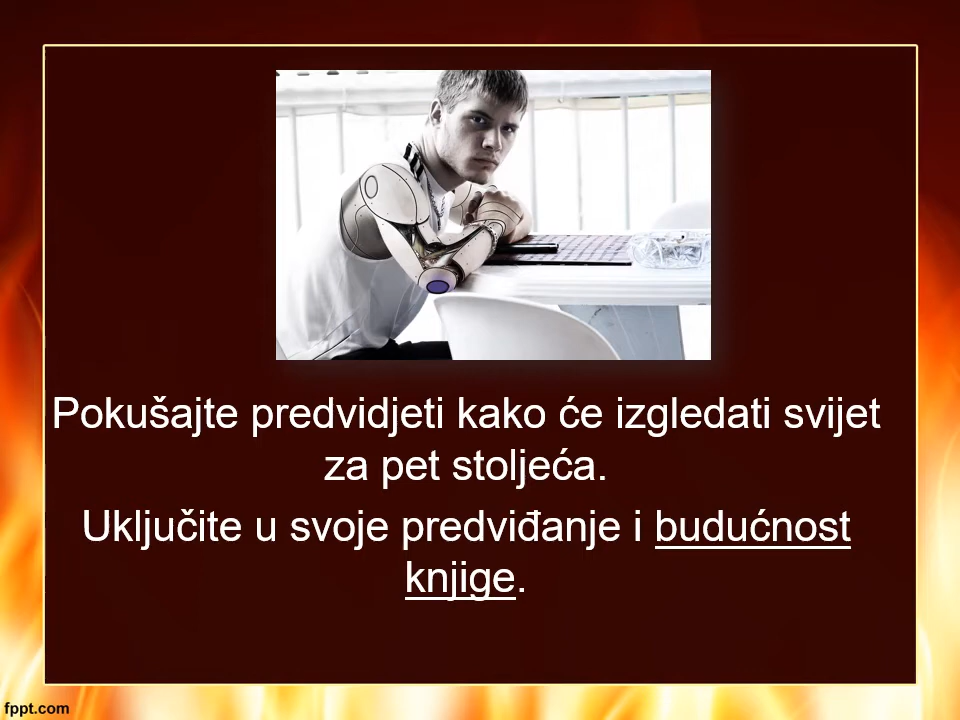 Pokušajte predvidjeti kako će izgledati svijet
za pet stoljeća.
Uključite u svoje predviđanje i budućnost
knjige.
fppt.com